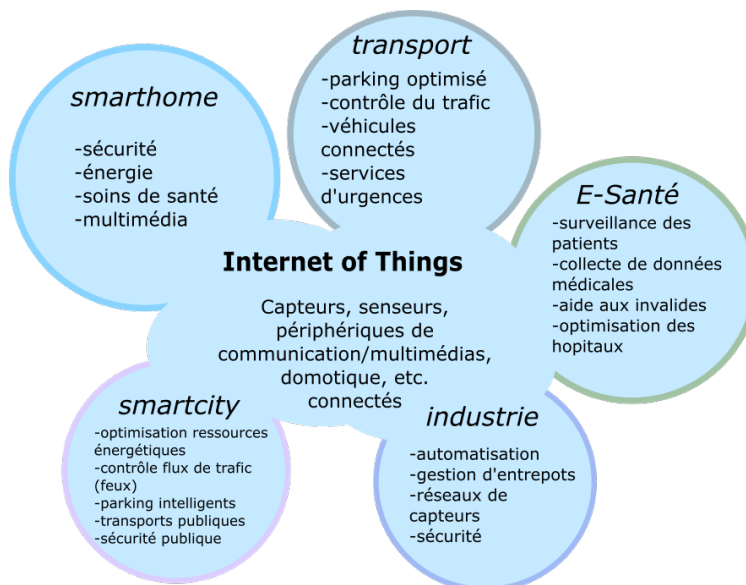 transport
-parking optimisé
-contrôle du trafic
-véhicules
connectés
-services
d'urgences
smarthome
-sécurité
-énergie
-soins de santé
-multimédia
E-Santé
-surveillance des
patients
-collecte de données
médicales
-aide aux invalides
-optimisation des
hopitaux
Internet of Things
Capteurs, senseurs,
périphériques de
communication/multimédias,
domotique, etc.
connectés
smartcity
-optimisation ressources
énergétiques
-contrôle flux de trafic
(feux)
-parking intelligents
-transports publiques
-sécurité publique
industrie
-automatisation
-gestion d'entrepots
-réseaux de
capteurs
-sécurité